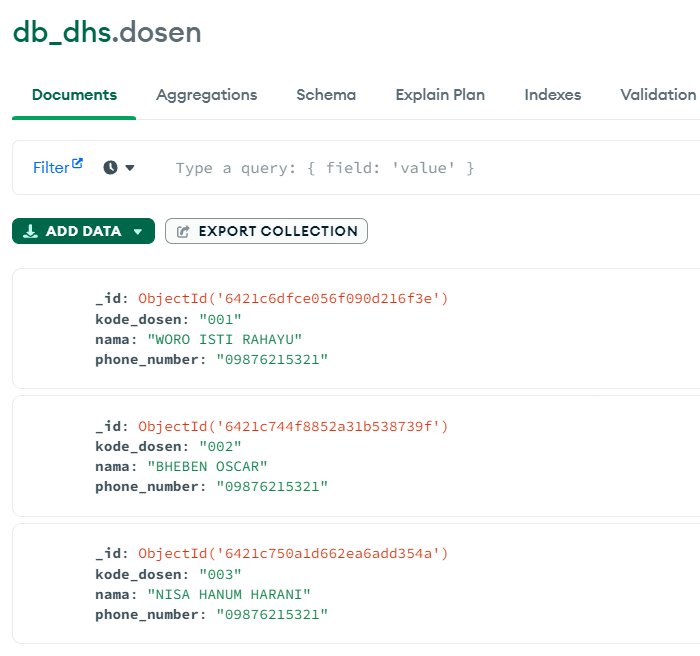 db_dhs.dosen
Documents Aggregations Schema Explain Plan Indexes Validation
Filter Type a query: { field: 'value' }
ADD DATA EXPORT COLLECTION
_id: ObjectId('6421c6dfce056f090d216f3e')
kode_dosen: "001"
nama: "WORO ISTI RAHAYU"
phone_number: "09876215321"
_id: ObjectId('6421c744f8852a31b538739f')
kode_dosen: "002"
nama: "BHEBEN OSCAR"
phone_number: "09876215321"
_id: ObjectId('6421c750a1d662ea6add354a')
kode_dosen: "003"
nama: "NISA HANUM HARANI"
phone_number: "09876215321"